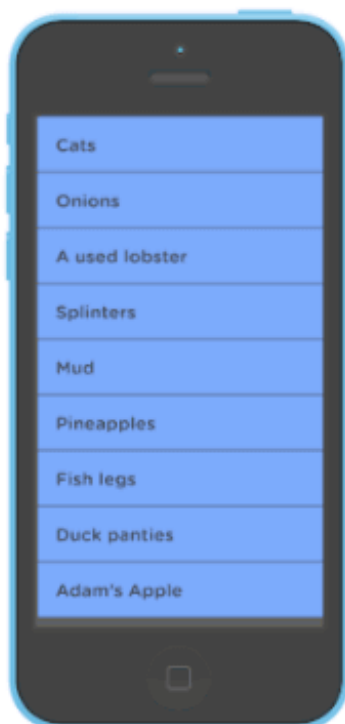 Cats
Onions
A used lobster
Splinters
Mud
Pineapples
Fish legs
Duck panties
Adam's Apple